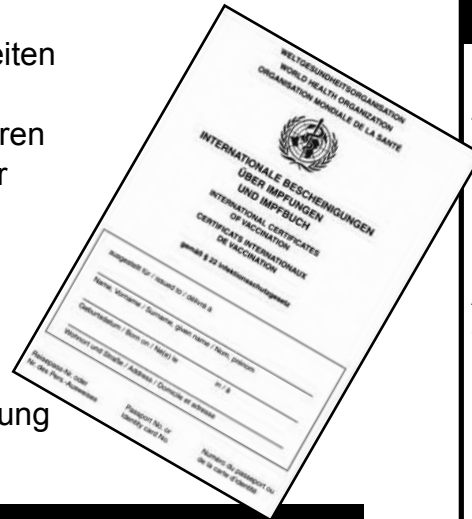 eiten
ren
r
ung
WELTGESUNDHEITSORGANISATION
WORLD HEALTH ORGANIZATION
ORGANISATION MONDIALE DE LA SANTÉ
INTERNATIONALE BESCHEINIGUNGEN
ÜBER IMPFUNGEN
UND IMPFBUCH
INTERNATIONAL CERTIFICATES
OF VACCINATION
CERTIFICATS INTERNATIONAUX
DE VACCINATION
gemäß § 22 Infektionsschutzgesetz
ausgestellt für / issued to / délivré à
Name, Vorname / Surname, given name / Nom, prénom
Geburtsdatum / Born on / Né(e) le
in / à
Wohnort und Straße / Address / Domicile et adresse
Reisepass-Nr. oder
Nr. des Pers.-Ausweises
Passport No. or
Identity card No.
Numéro du passeport ou
de la carte d'identité